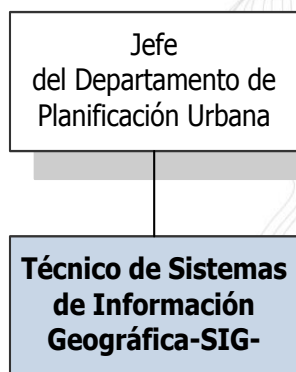 Jefe
del Departamento de
Planificación Urbana
Técnico de Sistemas
de Información
Geográfica-SIG-